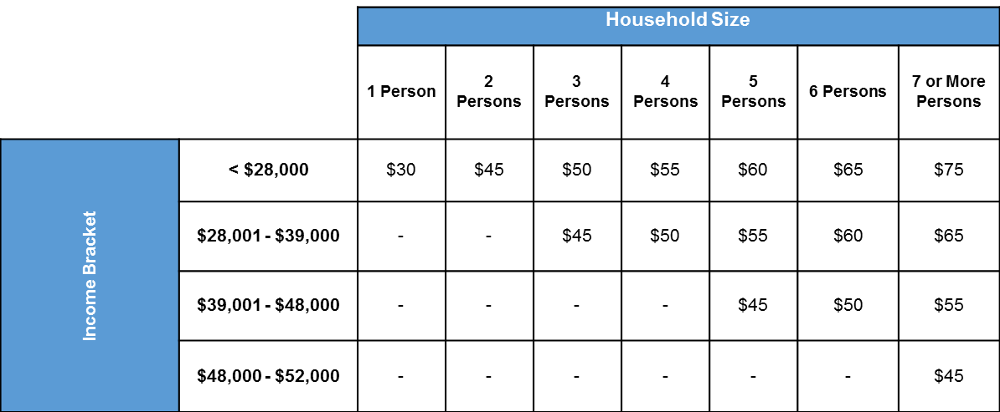 Household Size
1 Person
2
Persons
3
Persons
4
Persons
5
Persons
6 Persons
7 or More
Persons
Income Bracket
< $28,000
$30
$45
$50
$55
$60
$65
$75
$28,001 - $39,000
-
-
$45
$50
$55
$60
$65
$39,001 - $48,000
-
-
-
-
$45
$50
$55
$48,000 - $52,000
-
-
-
-
-
-
$45